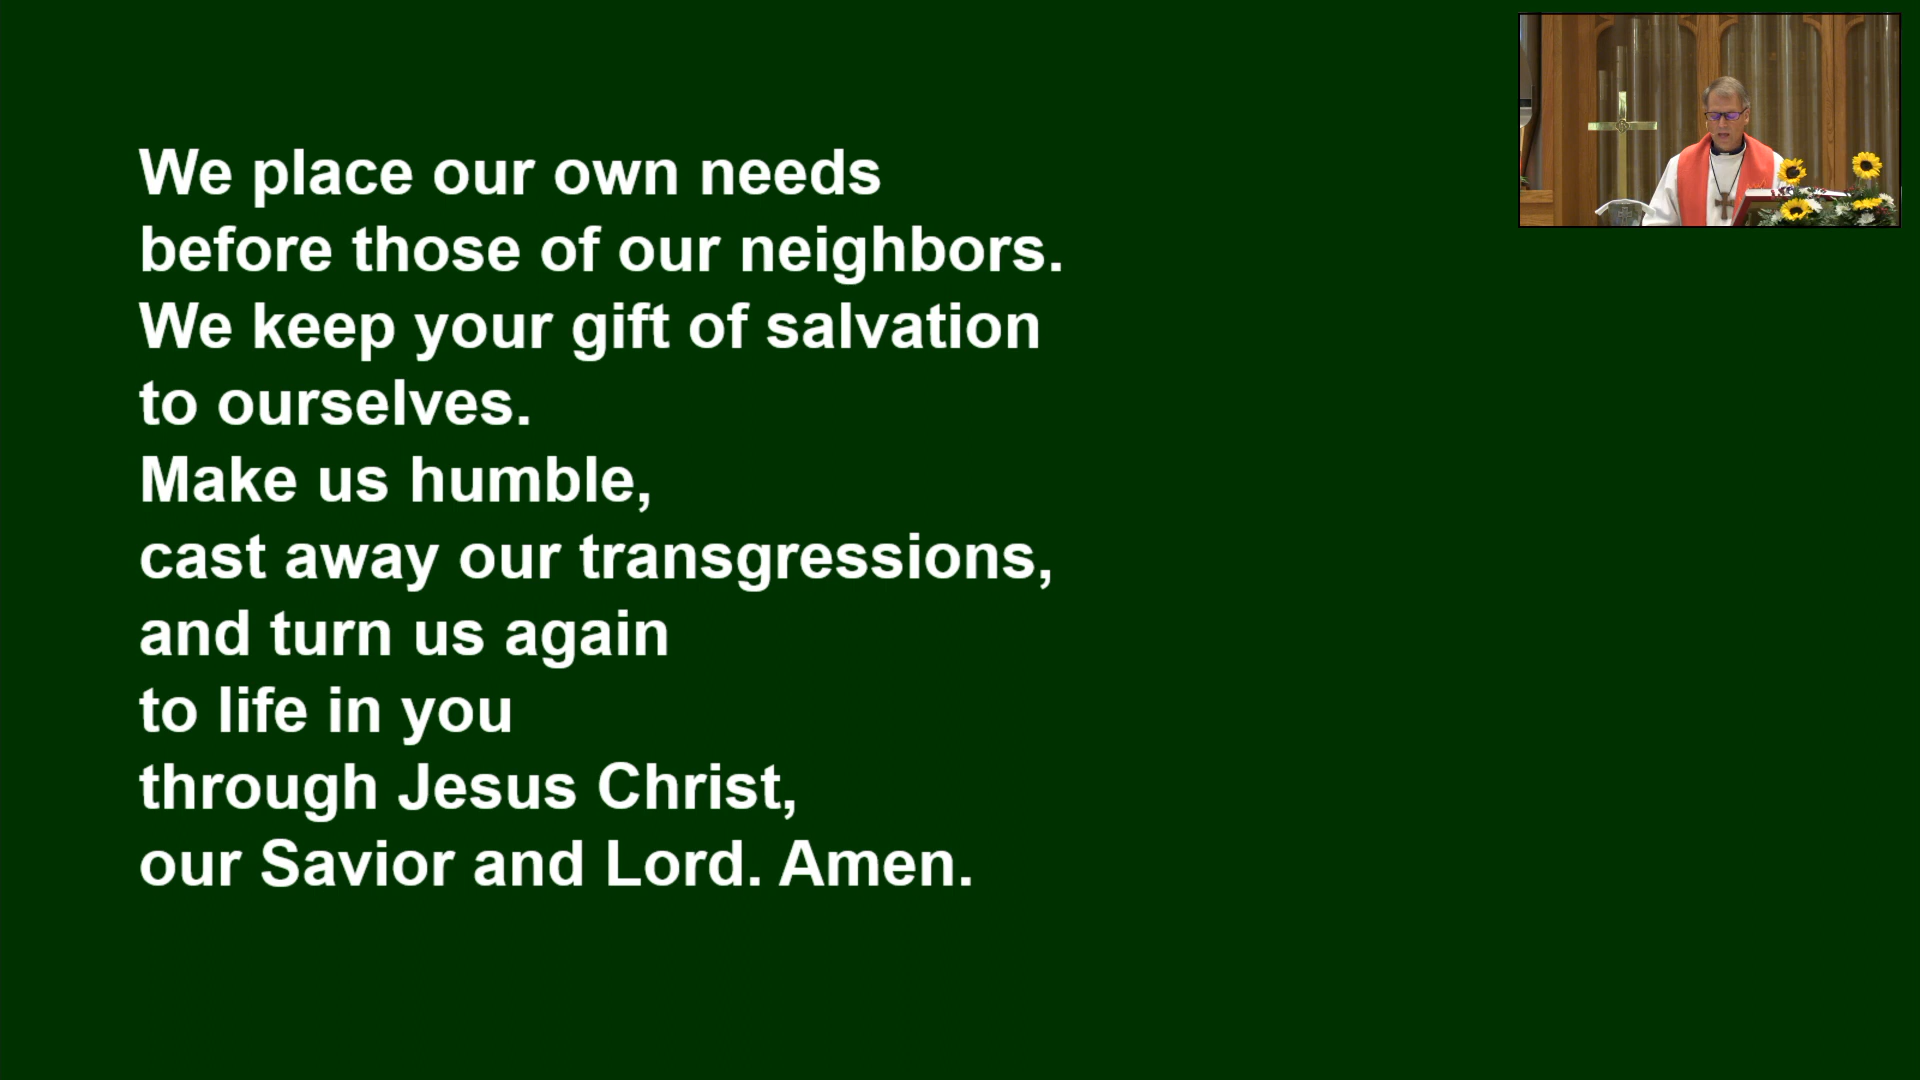 We place our own needs
before those of our neighbors.
We keep your gift of salvation
to ourselves.
Make us humble,
cast away our transgressions,
and turn us again
to life in you
through Jesus Christ,
our Savior and Lord. Amen.